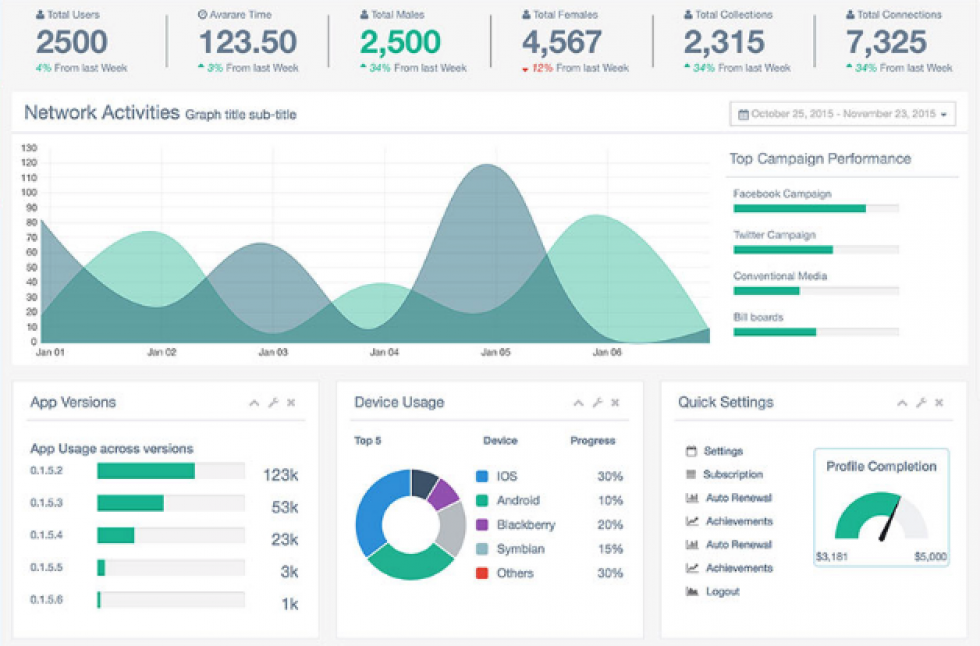 Total Users
2500
4% From last Week
Avarare Time
123.50
3% From last Week
Total Males
2,500
34% From last Week
Total Females
4,567
12% From last Week
Total Collections
2,315
34% From last Week
Total Connections
7,325
34% From last Week
Network Activities Graph title sub-title
October 25, 2015 - November 23, 2015
130
120
110
100
90
80
70
60
50
40
30
20
10
0
Jan 01 Jan 02 Jan 03 Jan 04 Jan 05 Jan 06
Top Campaign Performance
Facebook Campaign
Twitter Campaign
Conventional Media
Bill boards
App Versions
App Usage across versions
0.1.5.2 123k
0.1.5.3 53k
0.1.5.4 23k
0.1.5.5 3k
0.1.5.6 1k
Device Usage
Top 5 Device Progress
IOS 30%
Android 10%
Blackberry 20%
Symbian 15%
Others 30%
Quick Settings
Settings
Subscription
Auto Renewal
Achievements
Auto Renewal
Achievements
Logout
Profile Completion
$3,181 $5,000